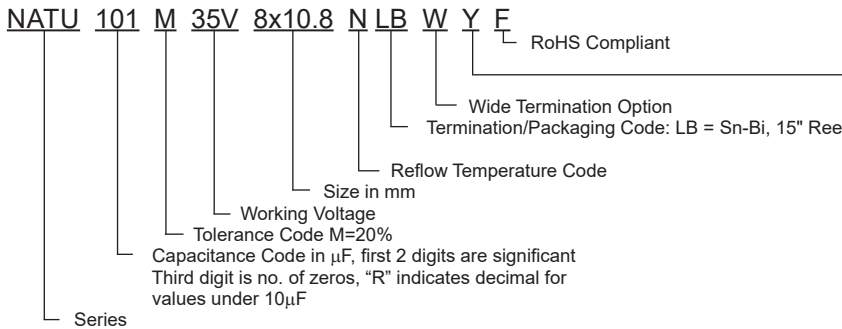 NATU 101 M 35V 8x10.8 N LB W Y F
RoHS Compliant
Wide Termination Option
Termination/Packaging Code: LB = Sn-Bi, 15" Ree
Reflow Temperature Code
Size in mm
Working Voltage
Tolerance Code M=20%
Capacitance Code in μF, first 2 digits are significant
Third digit is no. of zeros, “R” indicates decimal for
values under 10μF
Series